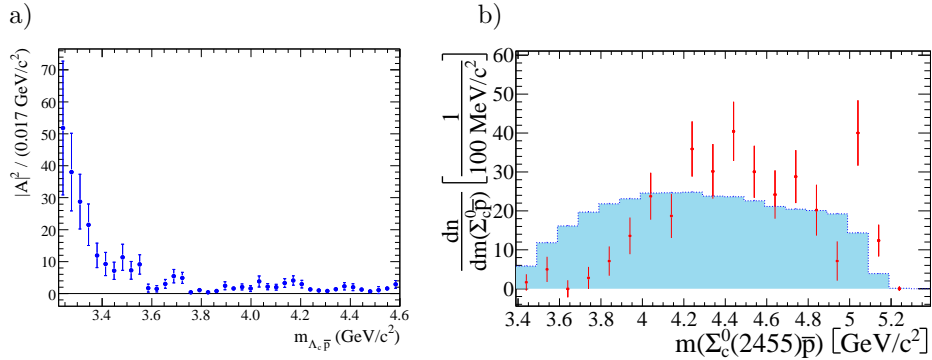 a)
|A|² / (0.017 GeV/c²)
70
60
50
40
30
20
10
0
3.4 3.6 3.8 4 4.2 4.4 4.6
m_{Λ_c p̅} (GeV/c²)
b)
dn/dm(Σ_c^0 p̅) [1/100 MeV/c²]
60
50
40
30
20
10
0
3.4 3.6 3.8 4 4.2 4.4 4.6 4.8 5 5.2
m(Σ_c^0(2455)p̅) [GeV/c²]